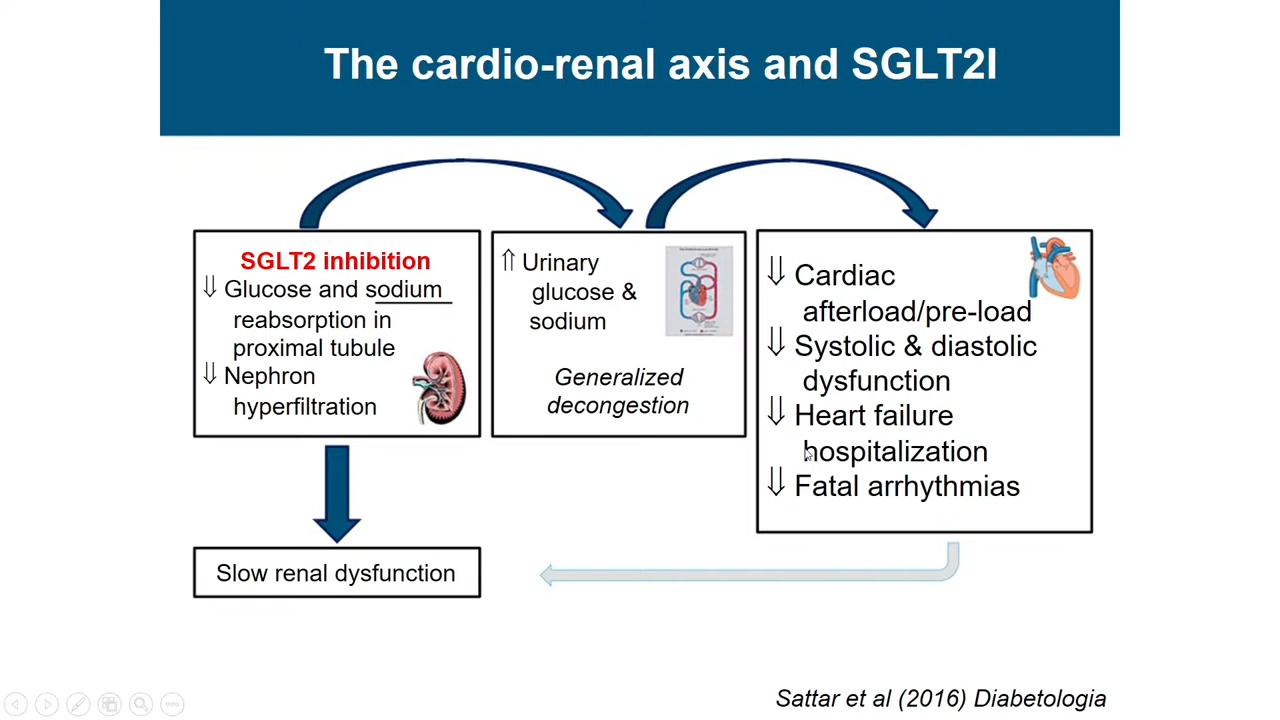 The cardio-renal axis and SGLT2I
SGLT2 inhibition
⇓ Glucose and sodium
reabsorption in
proximal tubule
⇓ Nephron
hyperfiltration
⇑ Urinary
glucose &
sodium
Generalized
decongestion
⇓ Cardiac
afterload/pre-load
⇓ Systolic & diastolic
dysfunction
⇓ Heart failure
hospitalization
⇓ Fatal arrhythmias
Slow renal dysfunction
Sattar et al (2016) Diabetologia